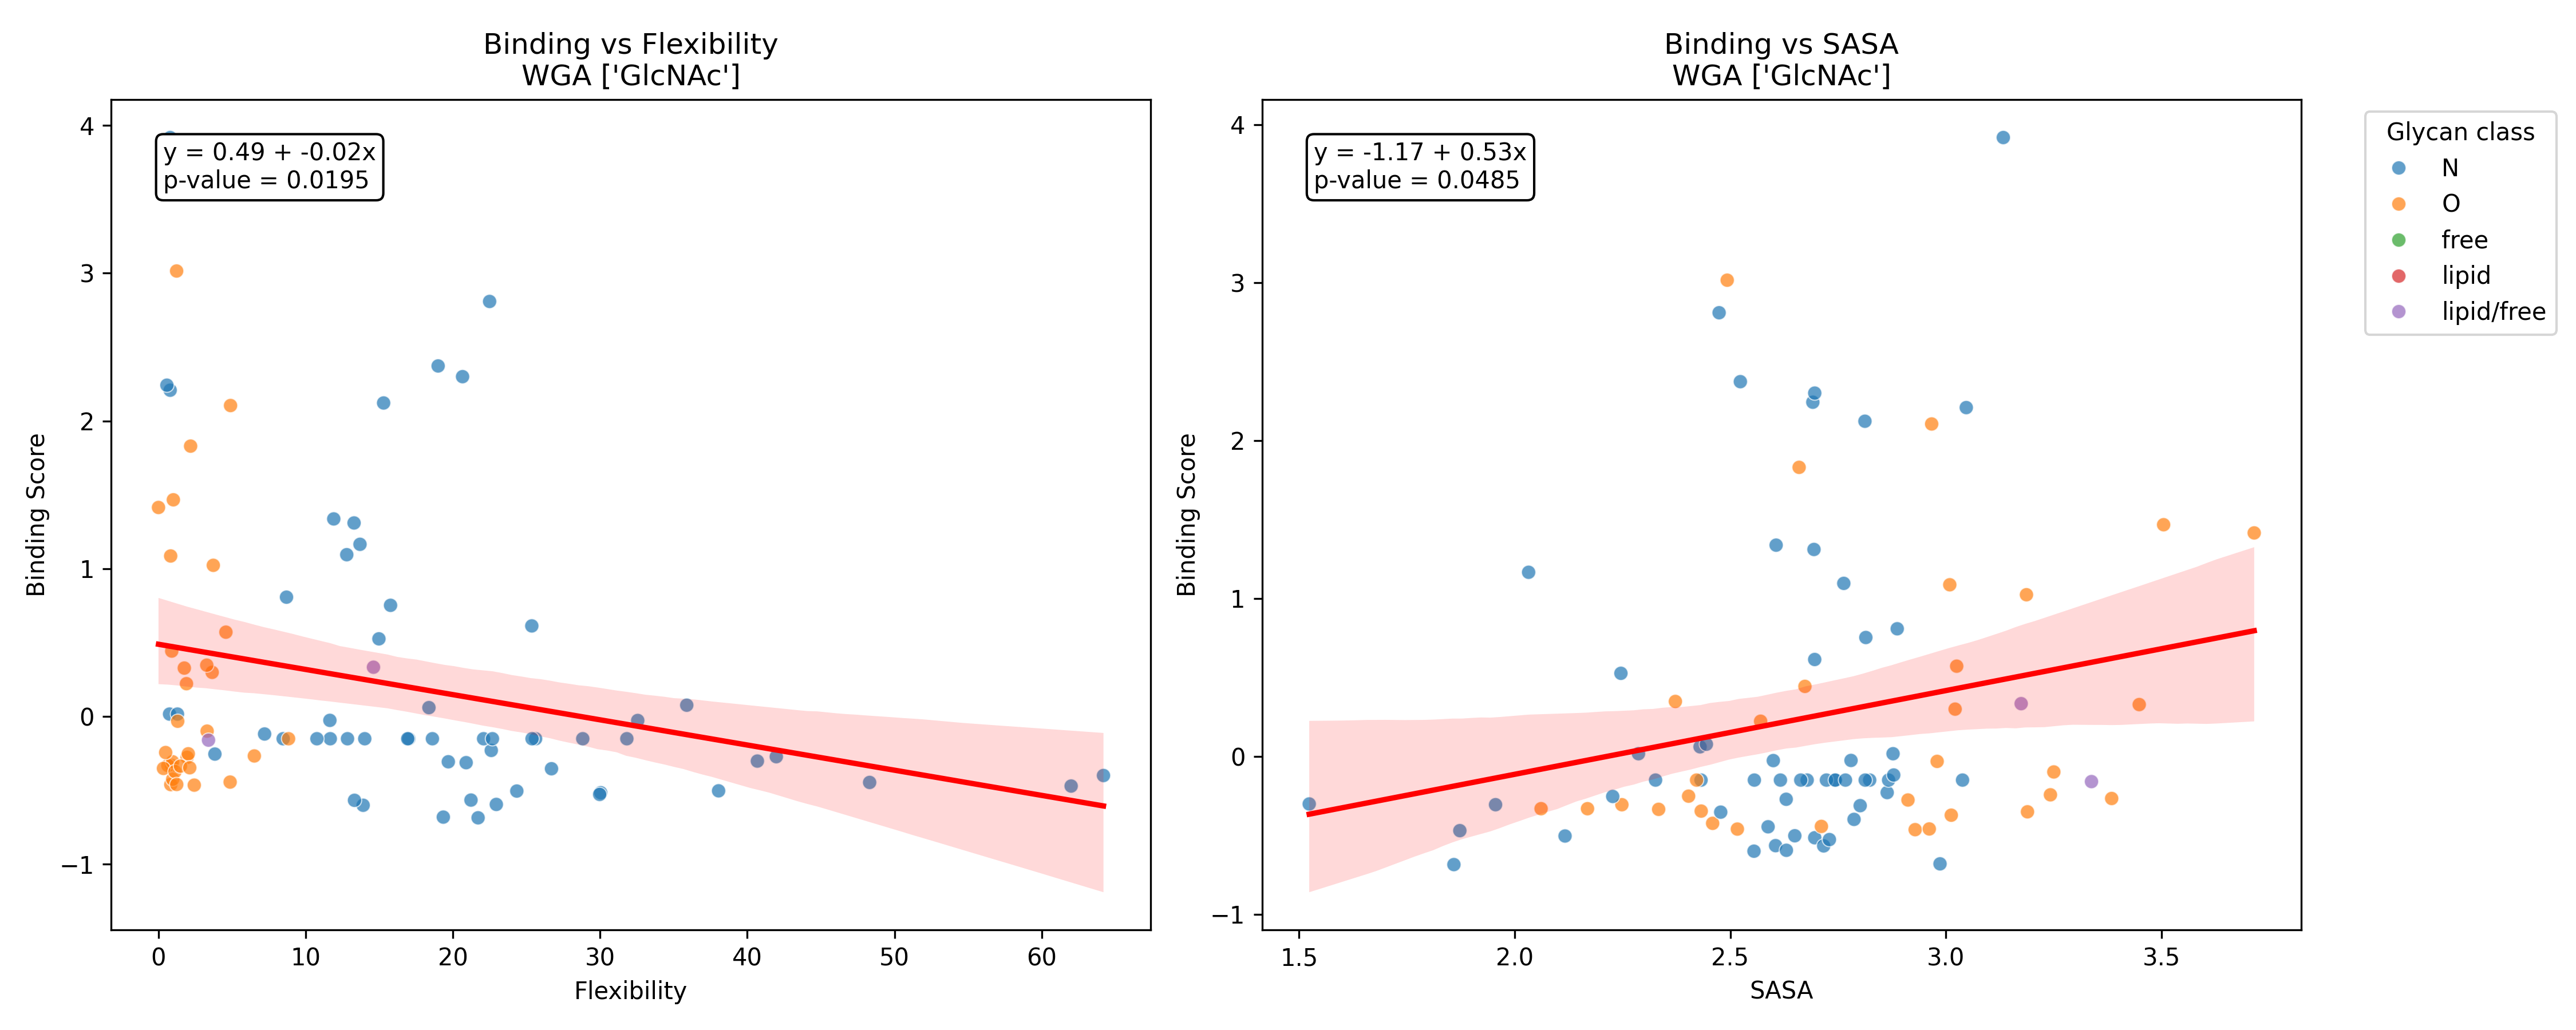 Binding vs Flexibility
WGA ['GlcNAc']
y = 0.49 + -0.02x
p-value = 0.0195
4
3
2
1
0
−1
Binding Score
0 10 20 30 40 50 60
Flexibility
Binding vs SASA
WGA ['GlcNAc']
y = -1.17 + 0.53x
p-value = 0.0485
4
3
2
1
0
−1
Binding Score
1.5 2.0 2.5 3.0 3.5
SASA
Glycan class
N
O
free
lipid
lipid/free